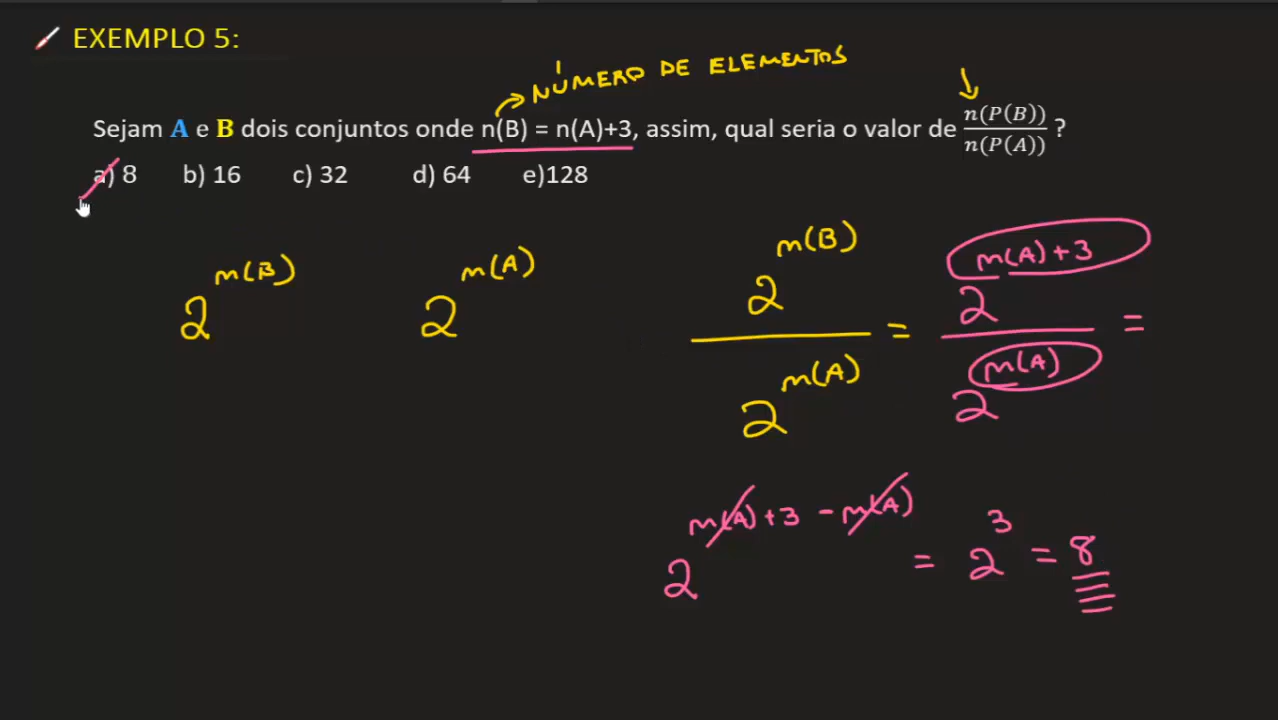 EXEMPLO 5:
NÚMERO DE ELEMENTOS
Sejam A e B dois conjuntos onde n(B) = n(A)+3, assim, qual seria o valor de n(P(B))/n(P(A)) ?
a) 8 b) 16 c) 32 d) 64 e)128
2^n(B) 2^n(A) 2^n(B)/2^n(A) = 2^n(A)+3/2^n(A) =
2^n(A)+3-n(A) = 2^3 = 8